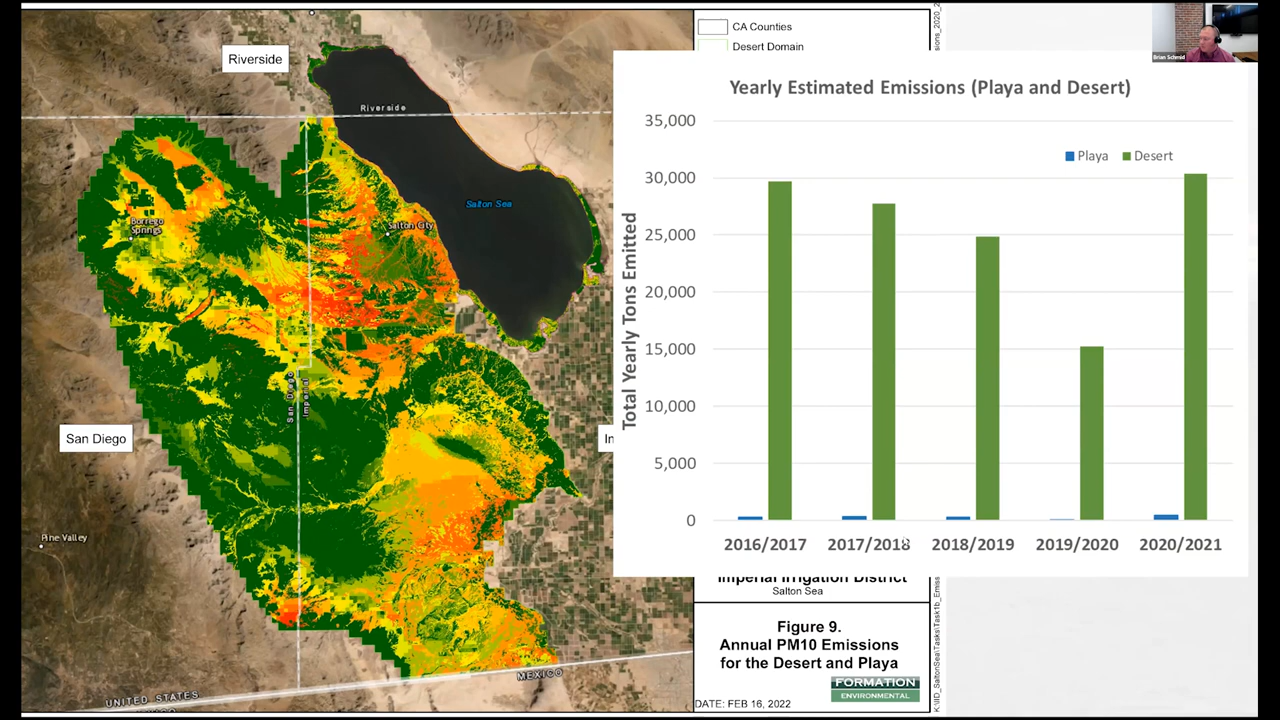 Riverside
Riverside
Salton Sea
Borrego
Springs
Salton City
San Diego
Imperial
San Diego
In
Pine Valley
UNITED STATES
MEXICO
CA Counties
Desert Domain
Brian Schmid
Yearly Estimated Emissions (Playa and Desert)
Total Yearly Tons Emitted
35,000
30,000
25,000
20,000
15,000
10,000
5,000
0
Playa
Desert
2016/2017
2017/2018
2018/2019
2019/2020
2020/2021
Imperial Irrigation District
Salton Sea
Figure 9.
Annual PM10 Emissions
for the Desert and Playa
FORMATION
ENVIRONMENTAL
DATE: FEB 16, 2022